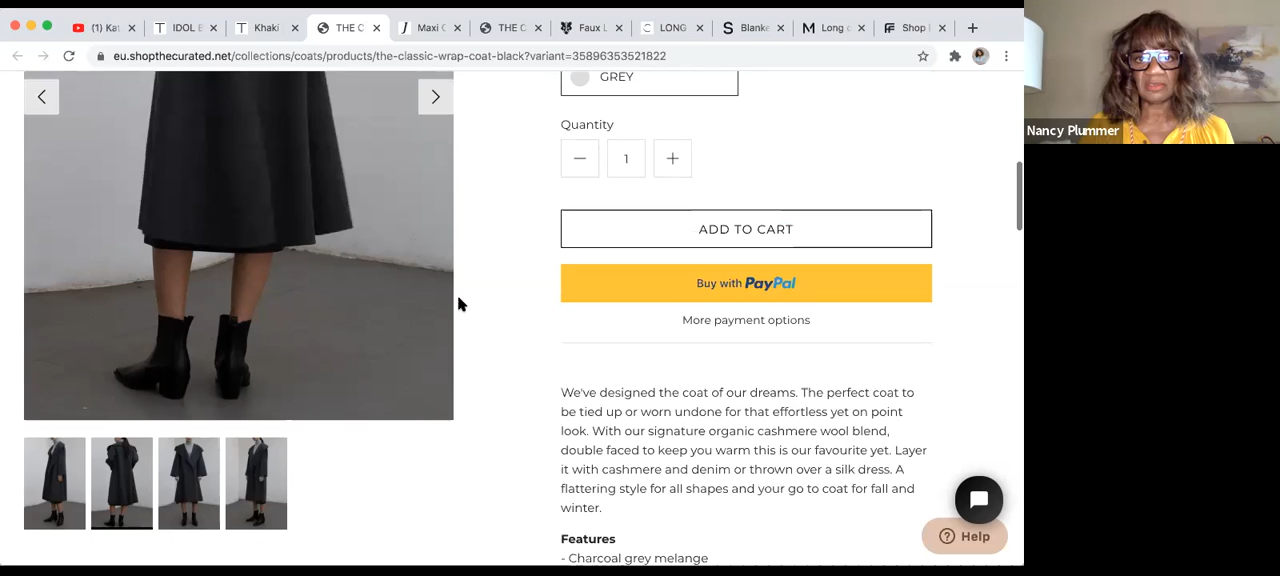 (1) Kat
IDOL E
Khaki
THE C
Maxi C
THE C
Faux L
LONG
Blanke
Long c
Shop
eu.shopthecurated.net/collections/coats/products/the-classic-wrap-coat-black?variant=35896353521822
GREY
Nancy Plummer
Quantity
1
ADD TO CART
Buy with PayPal
More payment options
We've designed the coat of our dreams. The perfect coat to
be tied up or worn undone for that effortless yet on point
look. With our signature organic cashmere wool blend,
double faced to keep you warm this is our favourite yet. Layer
it with cashmere and denim or thrown over a silk dress. A
flattering style for all shapes and your go to coat for fall and
winter.
Help
Features
- Charcoal grey melange